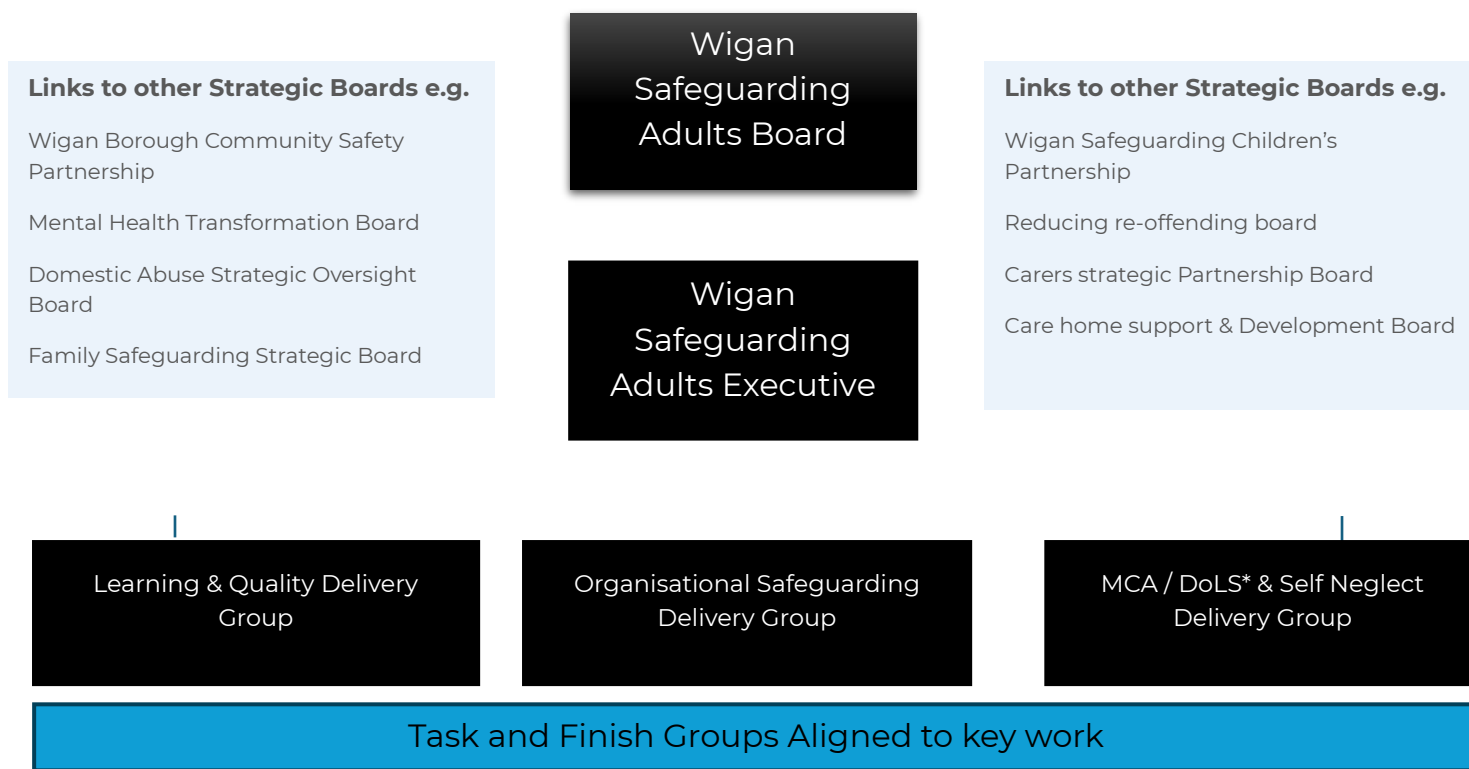 Wigan
Safeguarding
Adults Board
Links to other Strategic Boards e.g.
Wigan Borough Community Safety
Partnership
Mental Health Transformation Board
Domestic Abuse Strategic Oversight
Board
Family Safeguarding Strategic Board
Links to other Strategic Boards e.g.
Wigan Safeguarding Children’s
Partnership
Reducing re-offending board
Carers strategic Partnership Board
Care home support & Development Board
Wigan
Safeguarding
Adults Executive
Learning & Quality Delivery
Group
Organisational Safeguarding
Delivery Group
MCA / DoLS* & Self Neglect
Delivery Group
Task and Finish Groups Aligned to key work